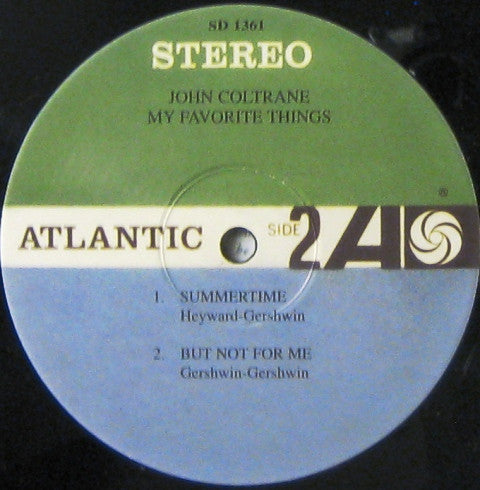 SD 1361
STEREO
JOHN COLTRANE
MY FAVORITE THINGS
®
ATLANTIC SIDE 2 A
1. SUMMERTIME
Heyward-Gershwin
2. BUT NOT FOR ME
Gershwin-Gershwin